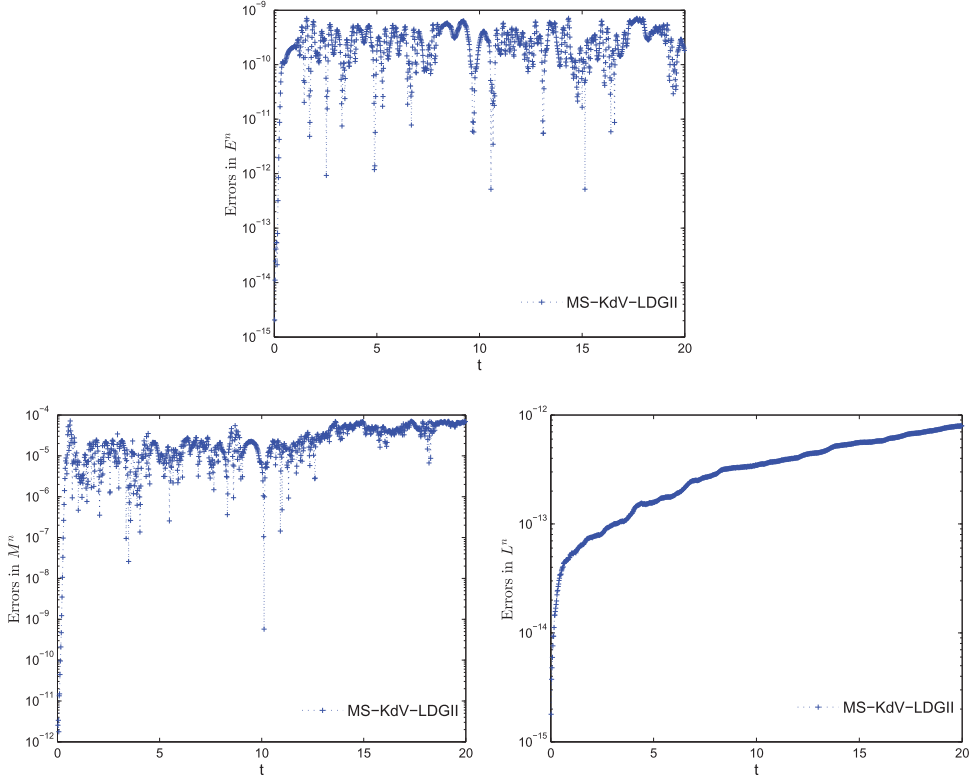 10^-9
10^-10
10^-11
10^-12
10^-13
10^-14
10^-15
Errors in E^n
0 5 10 15 20
t
MS−KdV−LDGII
10^-4
10^-5
10^-6
10^-7
10^-8
10^-9
10^-10
10^-11
10^-12
Errors in M^n
0 5 10 15 20
t
MS−KdV−LDGII
10^-12
10^-13
10^-14
10^-15
Errors in L^n
0 5 10 15 20
t
MS−KdV−LDGII